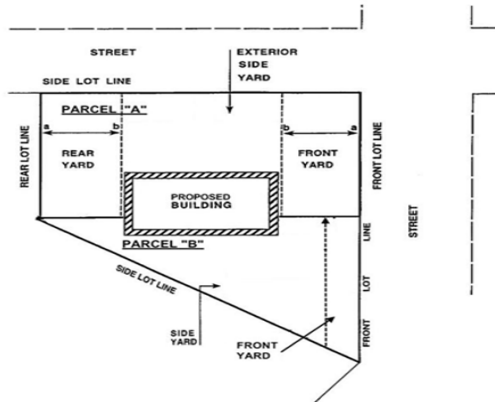 STREET
EXTERIOR
SIDE
YARD
SIDE LOT LINE
PARCEL "A"
a
b
b
a
REAR
YARD
FRONT
YARD
REAR LOT LINE
FRONT LOT LINE
PROPOSED
BUILDING
STREET
PARCEL "B"
SIDE LOT LINE
FRONT LOT LINE
SIDE
YARD
FRONT
YARD